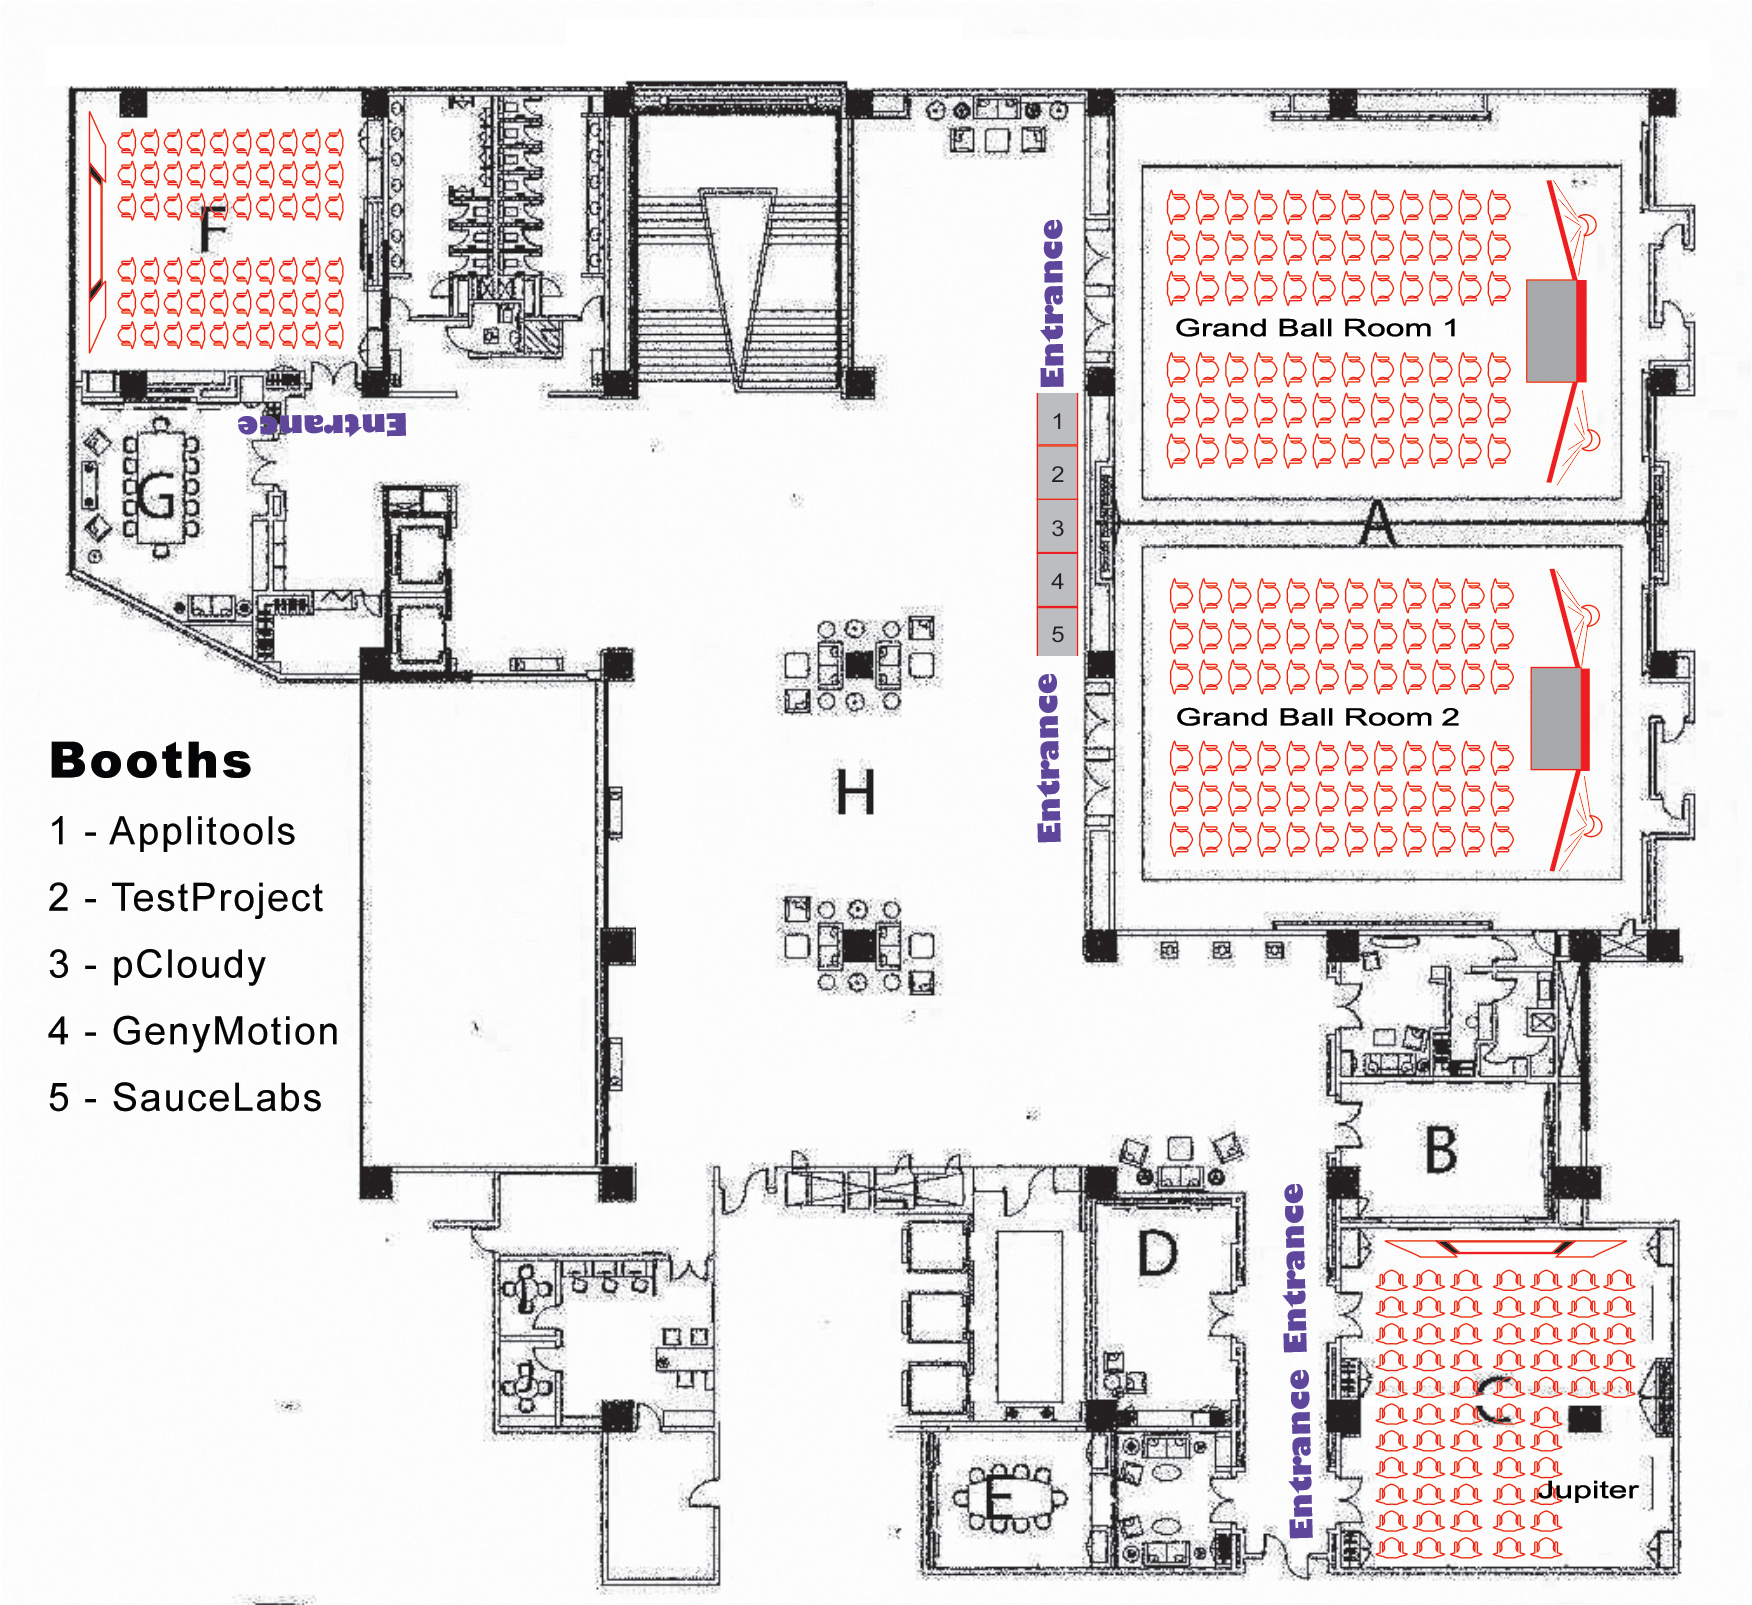 F
Entrance
Grand Ball Room 1
Entrance
G
1
2
3
4
5
A
Entrance
Grand Ball Room 2
H
Booths
1 - Applitools
2 - TestProject
3 - pCloudy
4 - GenyMotion
5 - SauceLabs
B
D
Entrance
Entrance
C
Jupiter
E